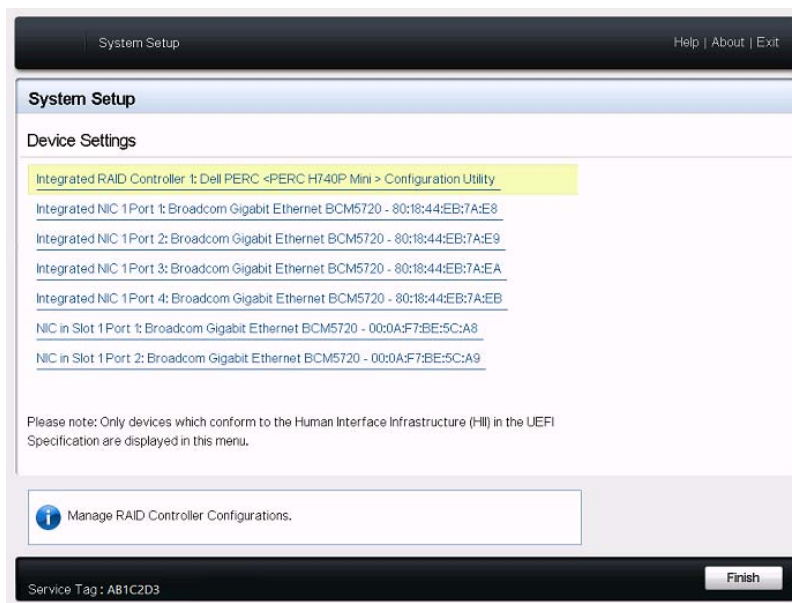 System Setup
Help | About | Exit
System Setup
Device Settings
Integrated RAID Controller 1: Dell PERC <PERC H740P Mini > Configuration Utility
Integrated NIC 1 Port 1: Broadcom Gigabit Ethernet BCM5720 - 80:18:44:EB:7A:E8
Integrated NIC 1 Port 2: Broadcom Gigabit Ethernet BCM5720 - 80:18:44:EB:7A:E9
Integrated NIC 1 Port 3: Broadcom Gigabit Ethernet BCM5720 - 80:18:44:EB:7A:EA
Integrated NIC 1 Port 4: Broadcom Gigabit Ethernet BCM5720 - 80:18:44:EB:7A:EB
NIC in Slot 1 Port 1: Broadcom Gigabit Ethernet BCM5720 - 00:0A:F7:BE:5C:A8
NIC in Slot 1 Port 2: Broadcom Gigabit Ethernet BCM5720 - 00:0A:F7:BE:5C:A9
Please note: Only devices which conform to the Human Interface Infrastructure (HII) in the UEFI
Specification are displayed in this menu.
Manage RAID Controller Configurations.
Service Tag : AB1C2D3
Finish